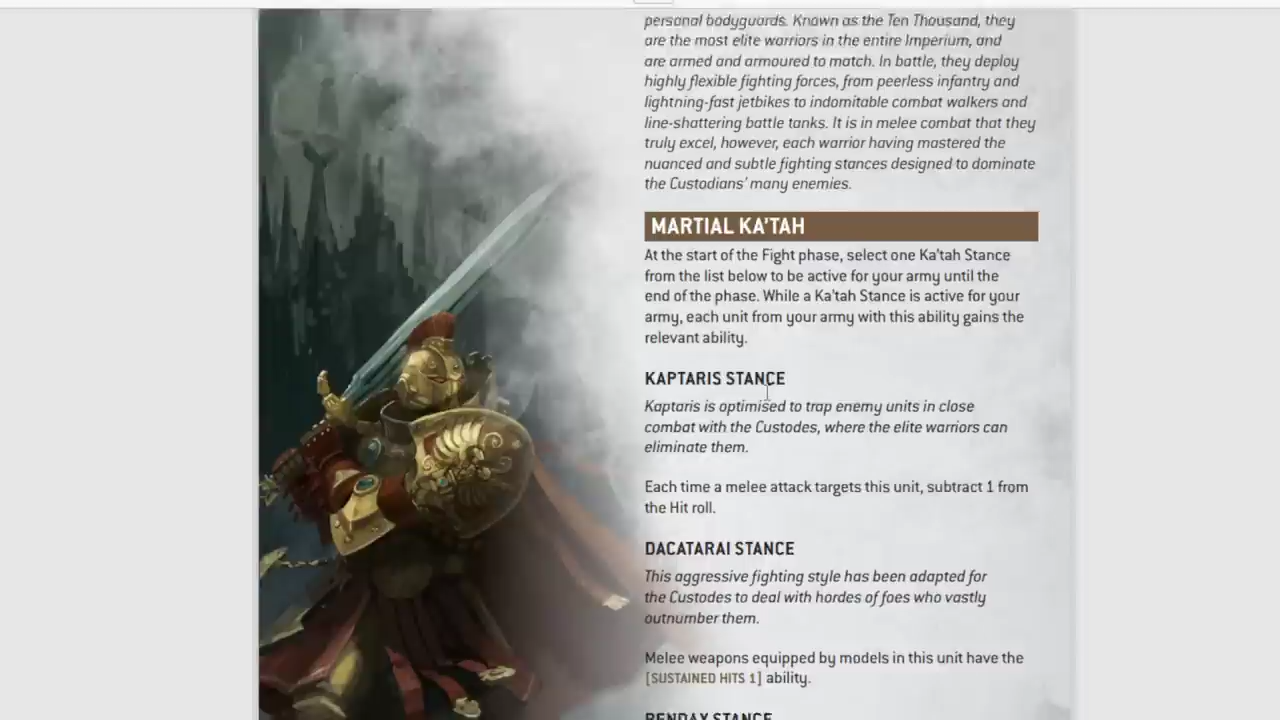 personal bodyguards. Known as the Ten Thousand, they
are the most elite warriors in the entire Imperium, and
are armed and armoured to match. In battle, they deploy
highly flexible fighting forces, from peerless infantry and
lightning-fast jetbikes to indomitable combat walkers and
line-shattering battle tanks. It is in melee combat that they
truly excel, however, each warrior having mastered the
nuanced and subtle fighting stances designed to dominate
the Custodians' many enemies.
MARTIAL KA'TAH
At the start of the Fight phase, select one Ka'tah Stance
from the list below to be active for your army until the
end of the phase. While a Ka'tah Stance is active for your
army, each unit from your army with this ability gains the
relevant ability.
KAPTARIS STANCE
Kaptaris is optimised to trap enemy units in close
combat with the Custodes, where the elite warriors can
eliminate them.
Each time a melee attack targets this unit, subtract 1 from
the Hit roll.
DACATARAI STANCE
This aggressive fighting style has been adapted for
the Custodes to deal with hordes of foes who vastly
outnumber them.
Melee weapons equipped by models in this unit have the
[SUSTAINED HITS 1] ability.
RENDAX STANCE